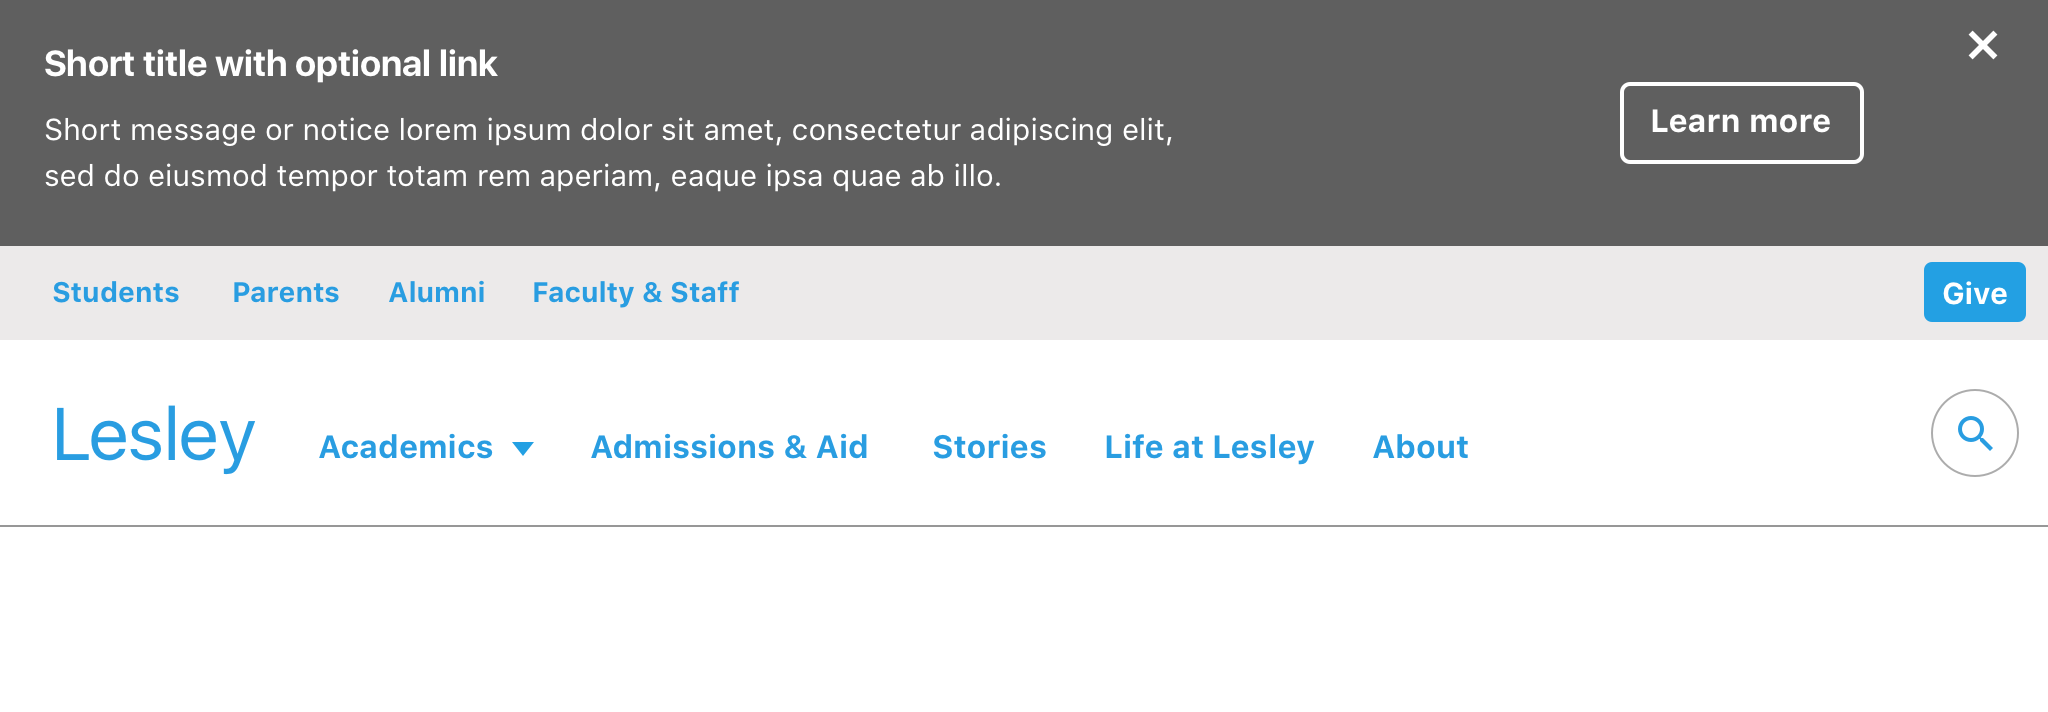 Short title with optional link
Short message or notice lorem ipsum dolor sit amet, consectetur adipiscing elit,
sed do eiusmod tempor totam rem aperiam, eaque ipsa quae ab illo.
Learn more
Students Parents Alumni Faculty & Staff Give
Lesley Academics Admissions & Aid Stories Life at Lesley About